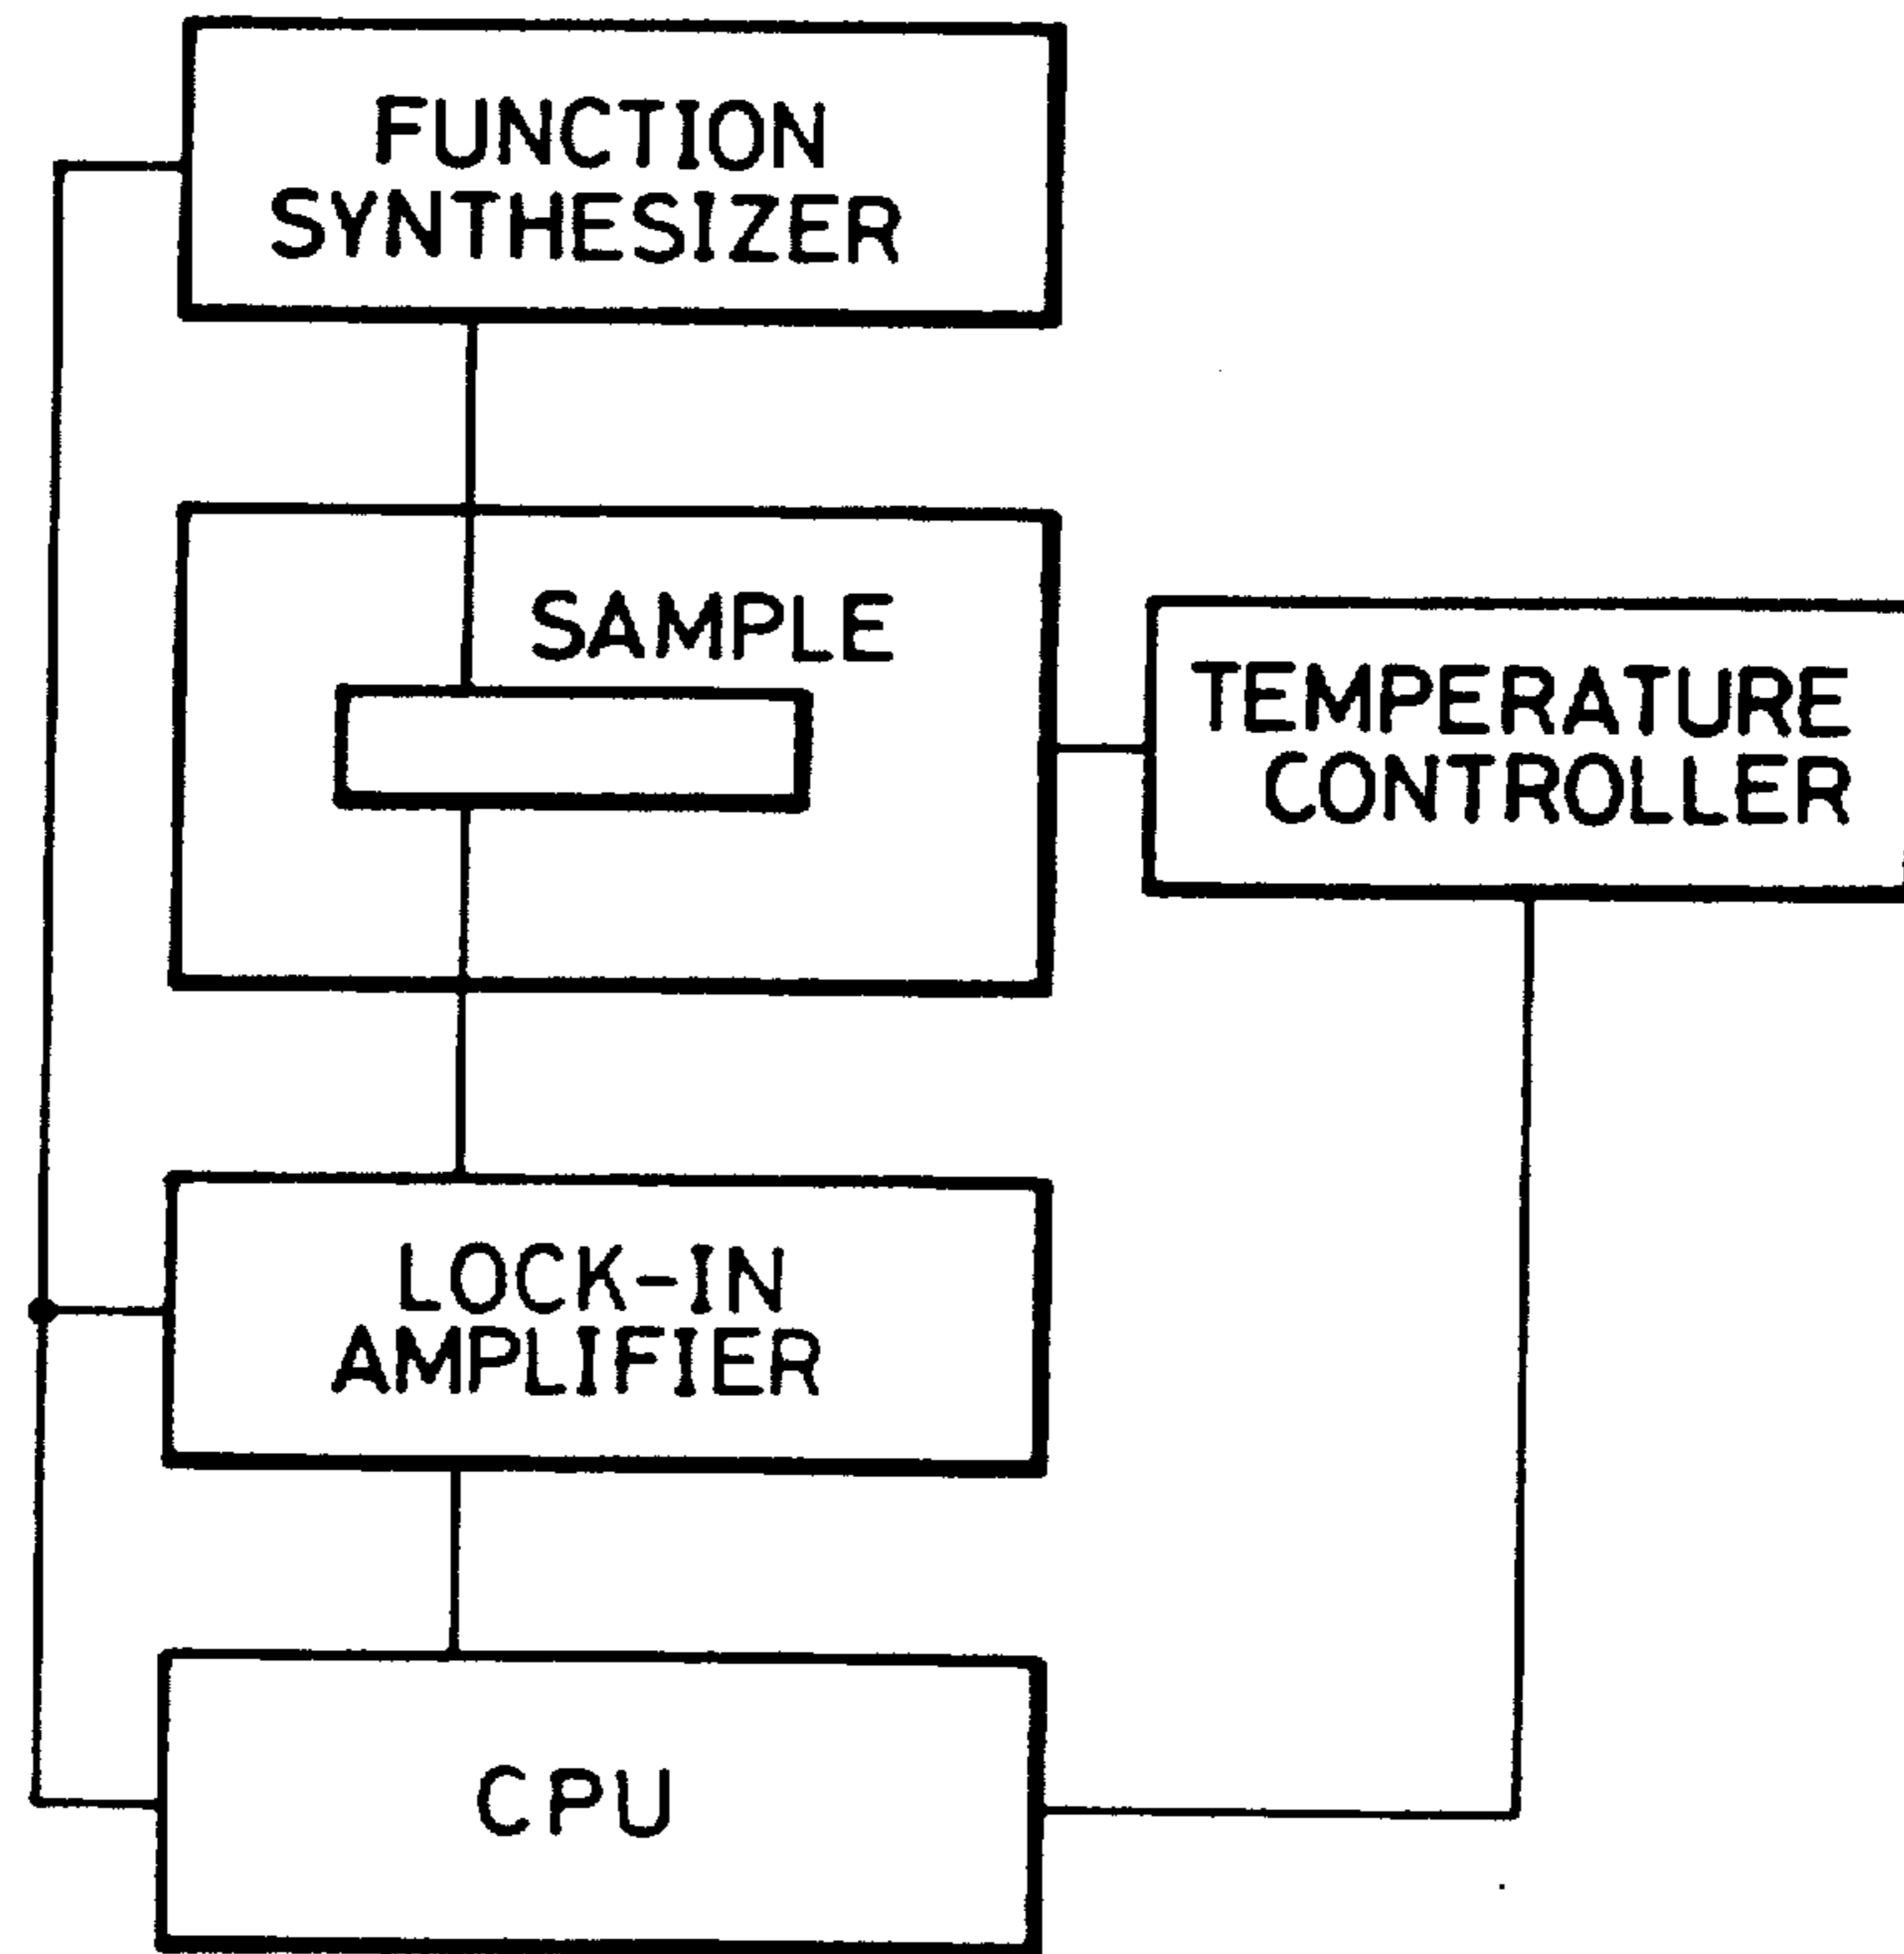 FUNCTION
SYNTHESIZER
SAMPLE
TEMPERATURE
CONTROLLER
LOCK-IN
AMPLIFIER
CPU